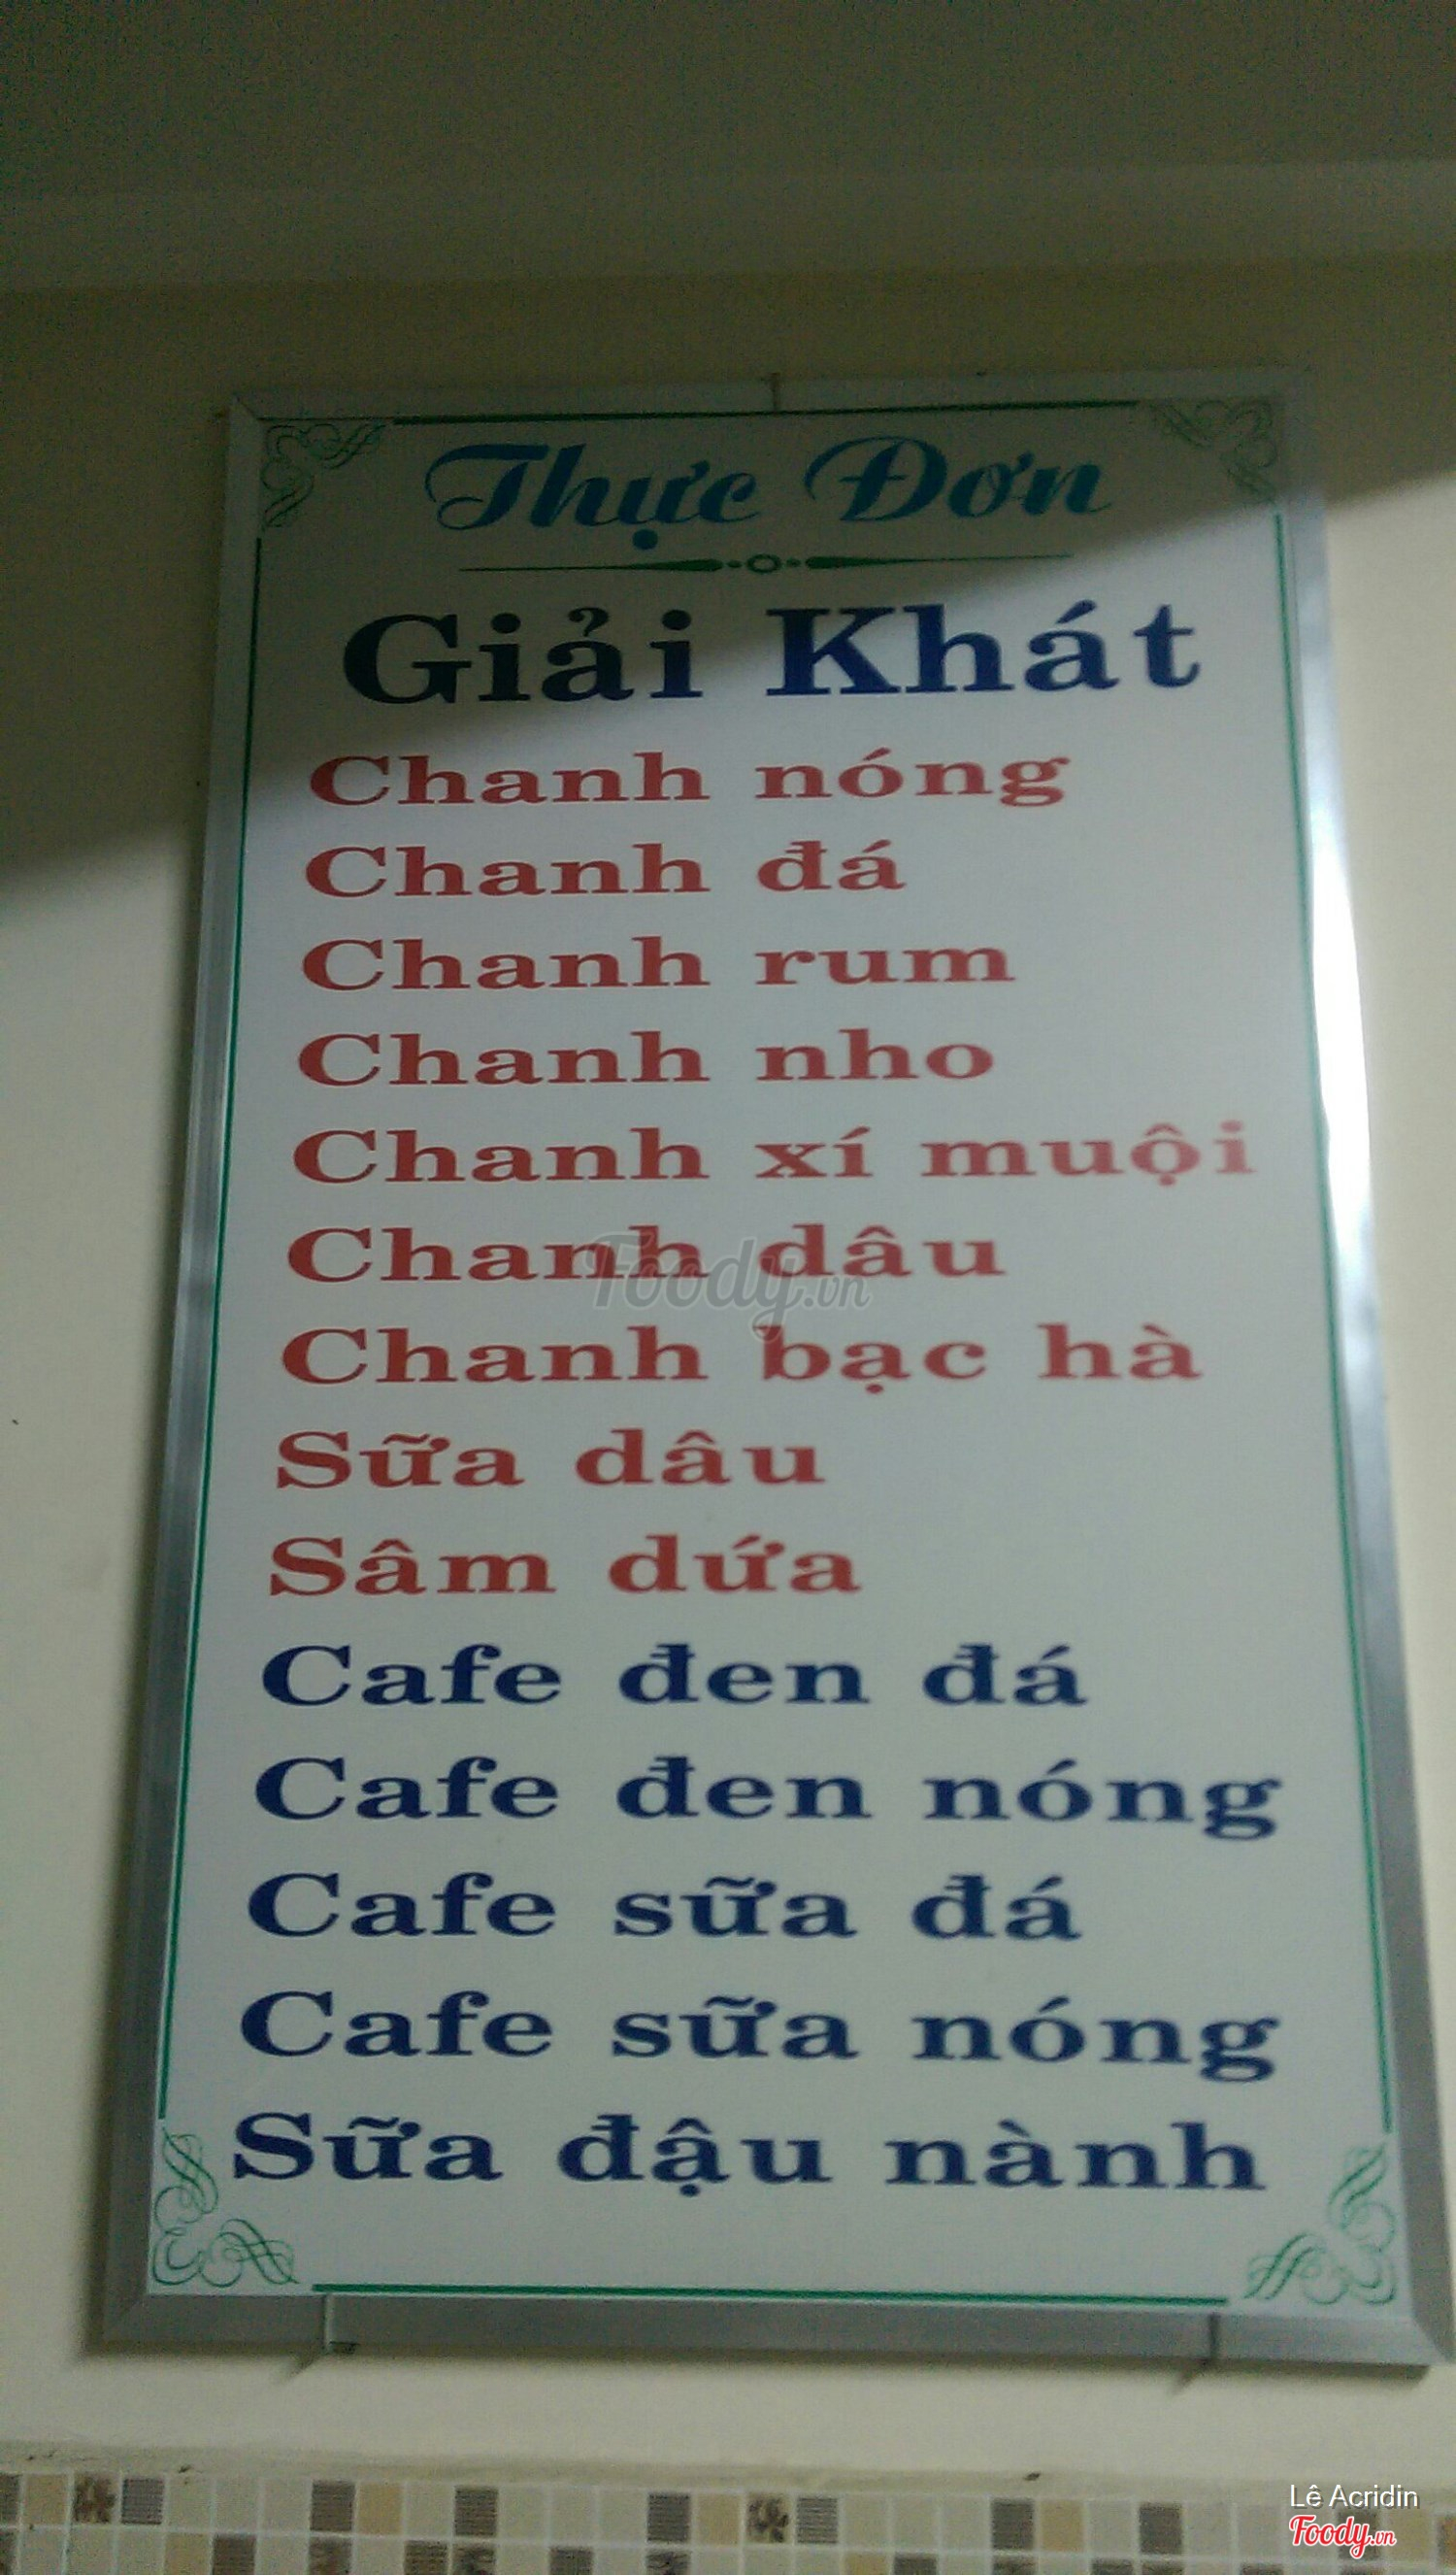 Thực Đơn
Giải Khát
Chanh nóng
Chanh đá
Chanh rum
Chanh nho
Chanh xí muội
Chanh dâu
Foody.vn
Chanh bạc hà
Sữa dâu
Sâm dứa
Cafe đen đá
Cafe đen nóng
Cafe sữa đá
Cafe sữa nóng
Sữa đậu nành
Lê Acridin
Foody.vn